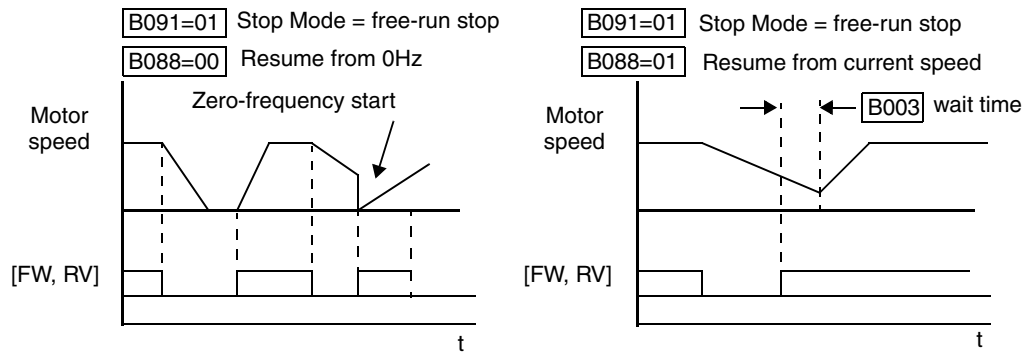 B091=01 Stop Mode = free-run stop
B088=00 Resume from 0Hz
Zero-frequency start
Motor
speed
[FW, RV]
t
B091=01 Stop Mode = free-run stop
B088=01 Resume from current speed
B003 wait time
Motor
speed
[FW, RV]
t